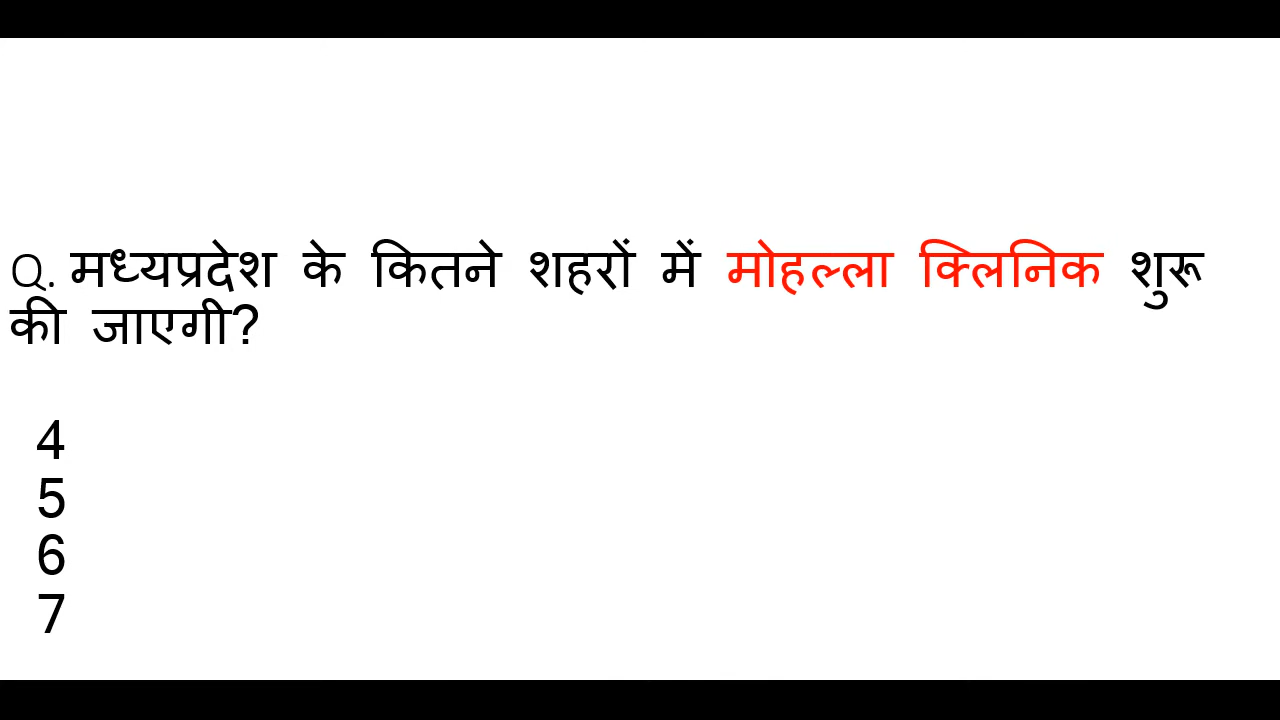 Q. मध्यप्रदेश के कितने शहरों में मोहल्ला क्लिनिक शुरू
की जाएगी?
4
5
6
7